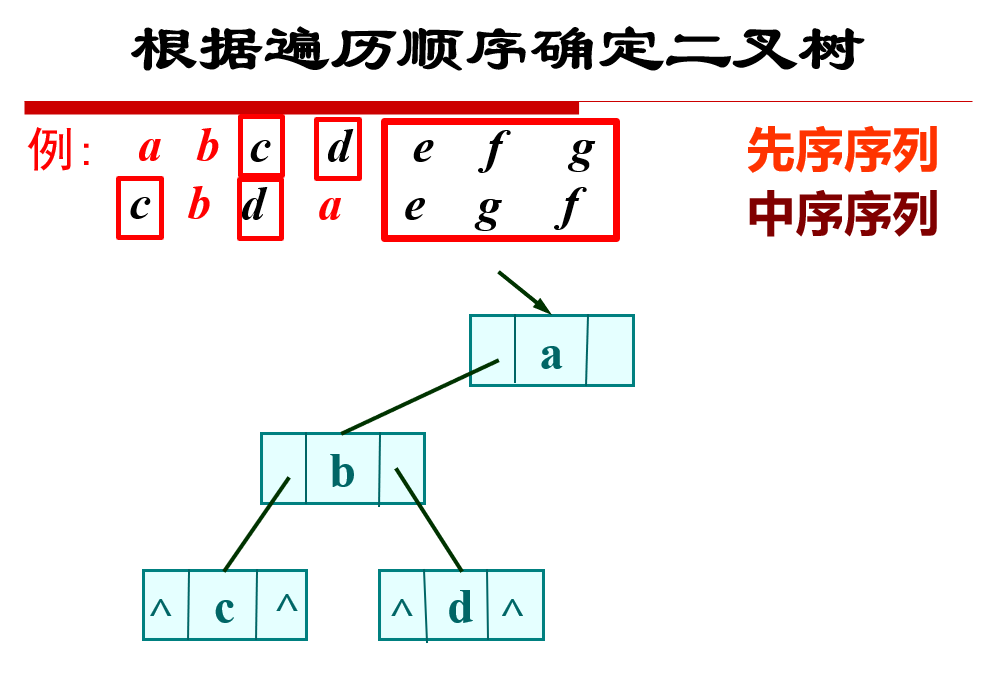 根据遍历顺序确定二叉树
例: a b c d e f g 先序序列
c b d a e g f 中序序列
a
b
^ c ^ ^ d ^